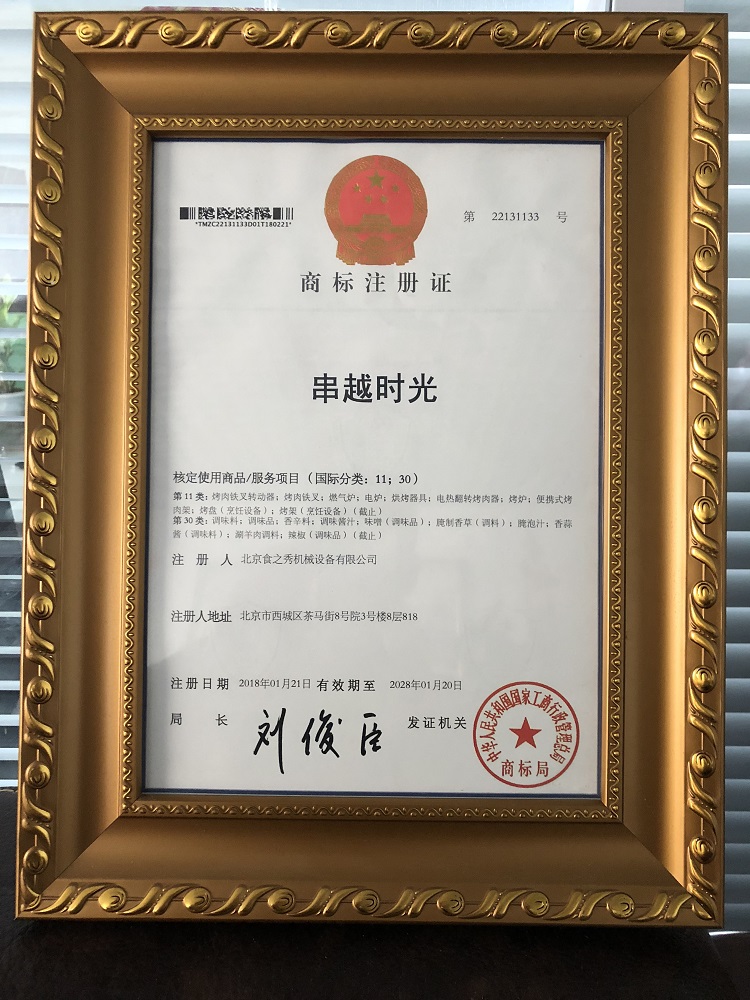 *TMZC22131133D01T180221*
第 22131133 号
商标注册证
串越时光
核定使用商品/服务项目（国际分类：11；30）
第11类：烤肉铁叉转动器；烤肉铁叉；燃气炉；电炉；烘烤器具；电热翻转烤肉器；烤炉；便携式烤
肉架；烤盘（烹饪设备）；烤架（烹饪设备）（截止）
第30类：调味料；调味品；香辛料；调味酱汁；味噌（调味品）；腌制香草（调料）；腌泡汁；香蒜
酱（调味料）；涮羊肉调料；辣椒（调味品）（截止）
注 册 人 北京食之秀机械设备有限公司
注册人地址 北京市西城区茶马街8号院3号楼8层818
注册日期 2018年01月21日 有效期至 2028年01月20日
局 长 刘俊臣 发证机关
中华人民共和国国家工商行政管理总局
商标局